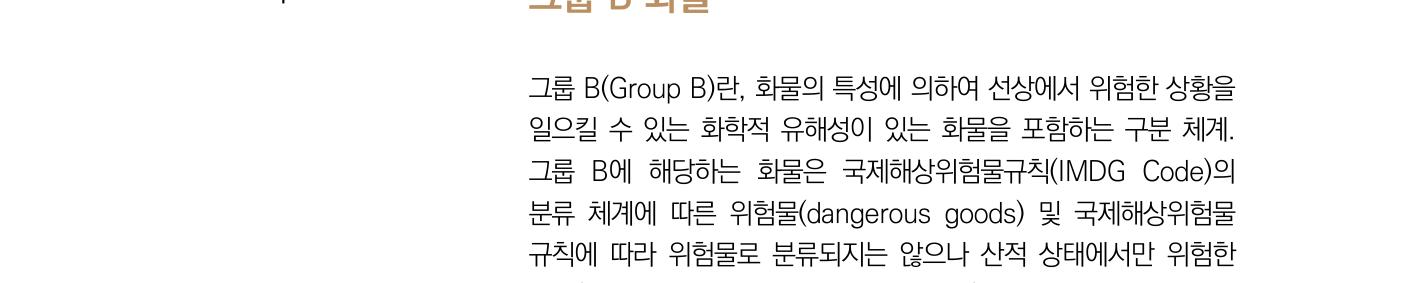 그룹 B(Group B)란, 화물의 특성에 의하여 선상에서 위험한 상황을
일으킬 수 있는 화학적 유해성이 있는 화물을 포함하는 구분 체계.
그룹 B에 해당하는 화물은 국제해상위험물규칙(IMDG Code)의
분류 체계에 따른 위험물(dangerous goods) 및 국제해상위험물
규칙에 따라 위험물로 분류되지는 않으나 산적 상태에서만 위험한